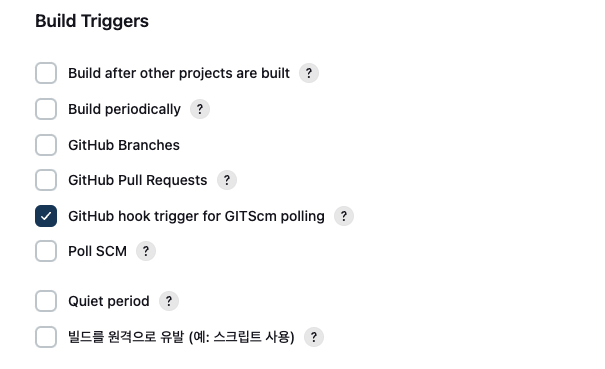 Build Triggers
Build after other projects are built ?
Build periodically ?
GitHub Branches
GitHub Pull Requests ?
GitHub hook trigger for GITScm polling ?
Poll SCM ?
Quiet period ?
빌드를 원격으로 유발 (예: 스크립트 사용) ?